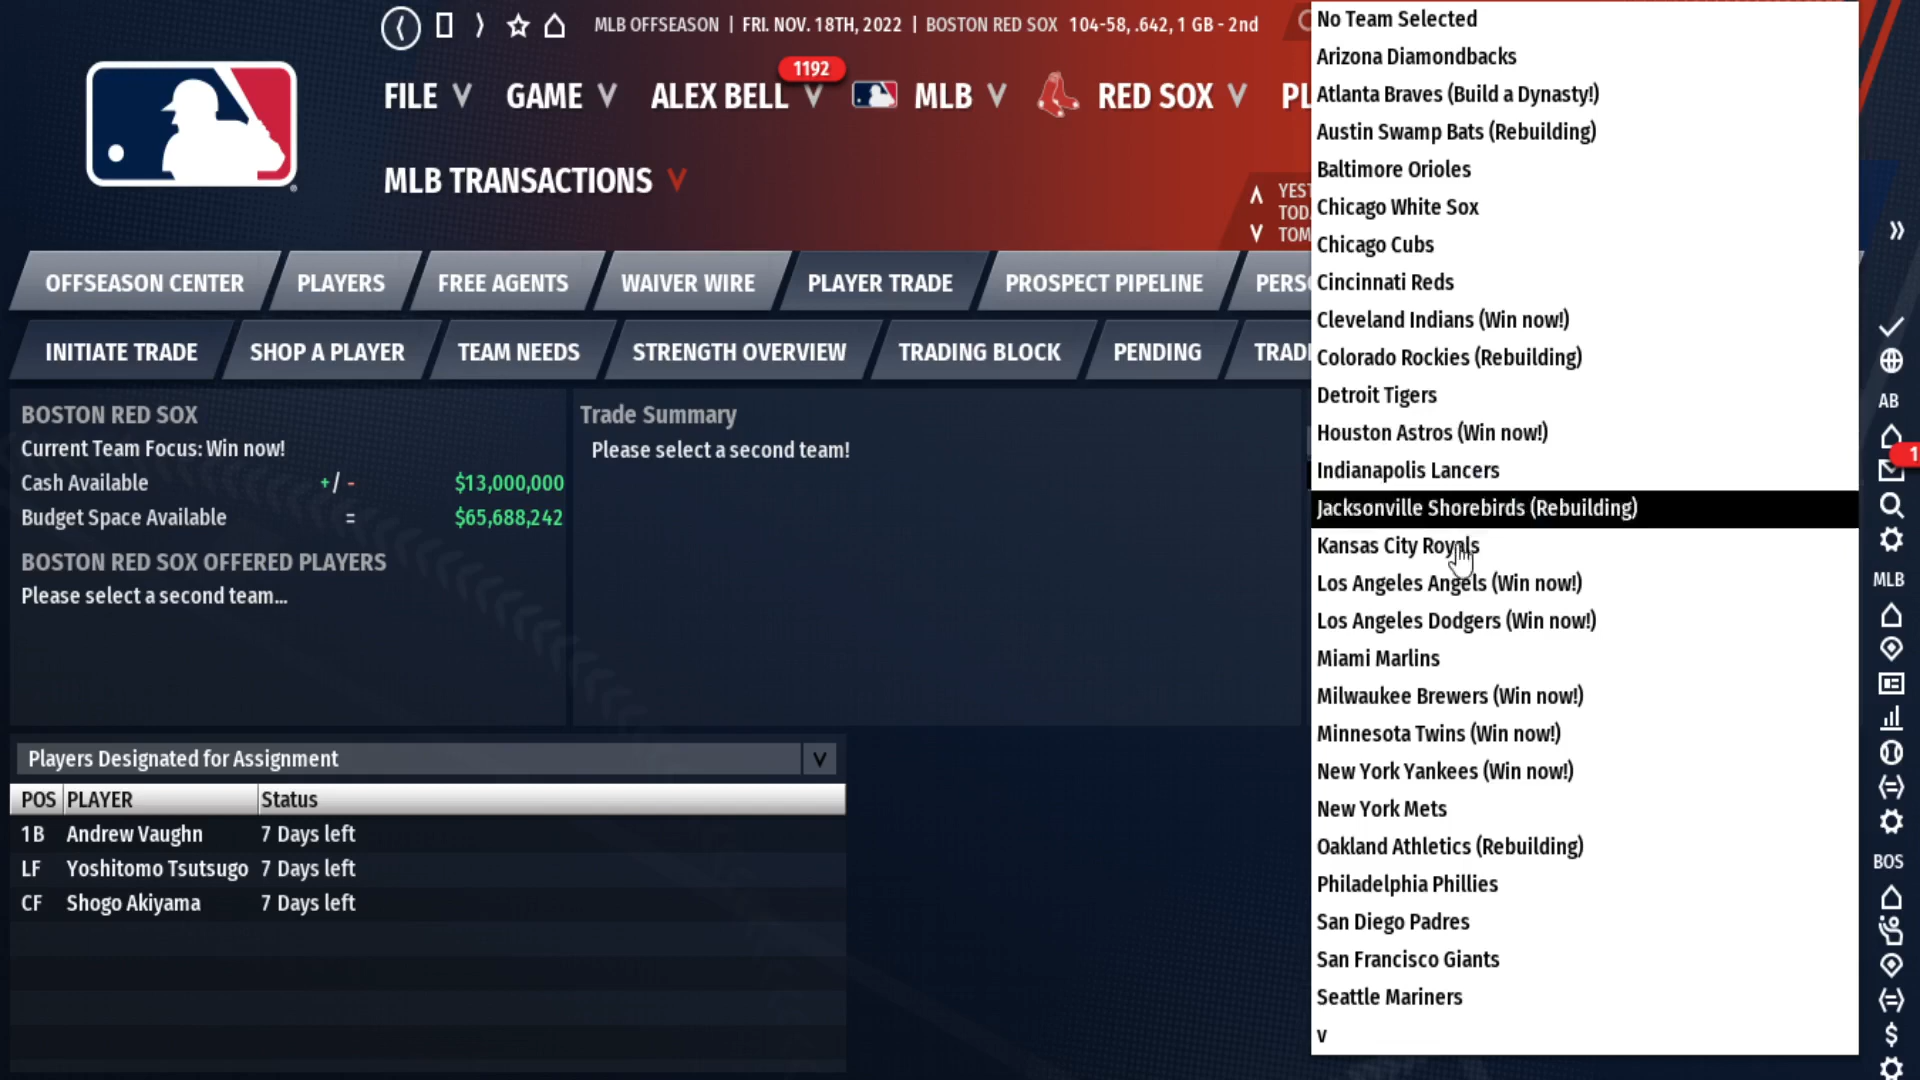 MLB OFFSEASON | FRI. NOV. 18TH, 2022 | BOSTON RED SOX 104-58, .642, 1 GB - 2nd
1192
FILE V GAME V ALEX BELL V MLB V RED SOX V PL
MLB TRANSACTIONS V
YEST
TOD
TOM
OFFSEASON CENTER PLAYERS FREE AGENTS WAIVER WIRE PLAYER TRADE PROSPECT PIPELINE PERS
INITIATE TRADE SHOP A PLAYER TEAM NEEDS STRENGTH OVERVIEW TRADING BLOCK PENDING TRADI
BOSTON RED SOX
Current Team Focus: Win now!
Cash Available +/- $13,000,000
Budget Space Available = $65,688,242
BOSTON RED SOX OFFERED PLAYERS
Please select a second team...
Trade Summary
Please select a second team!
Players Designated for Assignment V
POS PLAYER Status
1B Andrew Vaughn 7 Days left
LF Yoshitomo Tsutsugo 7 Days left
CF Shogo Akiyama 7 Days left
No Team Selected
Arizona Diamondbacks
Atlanta Braves (Build a Dynasty!)
Austin Swamp Bats (Rebuilding)
Baltimore Orioles
Chicago White Sox
Chicago Cubs
Cincinnati Reds
Cleveland Indians (Win now!)
Colorado Rockies (Rebuilding)
Detroit Tigers
Houston Astros (Win now!)
Indianapolis Lancers
Jacksonville Shorebirds (Rebuilding)
Kansas City Royals
Los Angeles Angels (Win now!)
Los Angeles Dodgers (Win now!)
Miami Marlins
Milwaukee Brewers (Win now!)
Minnesota Twins (Win now!)
New York Yankees (Win now!)
New York Mets
Oakland Athletics (Rebuilding)
Philadelphia Phillies
San Diego Padres
San Francisco Giants
Seattle Mariners
v
AB
1
MLB
BOS
$